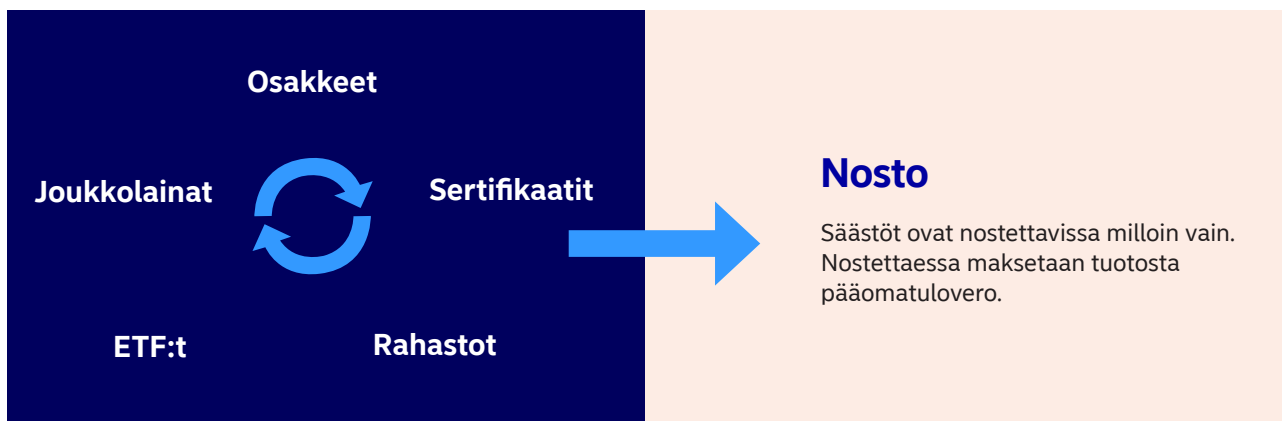 Osakkeet
Joukkolainat
Sertifikaatit
ETF:t
Rahastot
Nosto
Säästöt ovat nostettavissa milloin vain.
Nostettaessa maksetaan tuotosta
pääomatulovero.